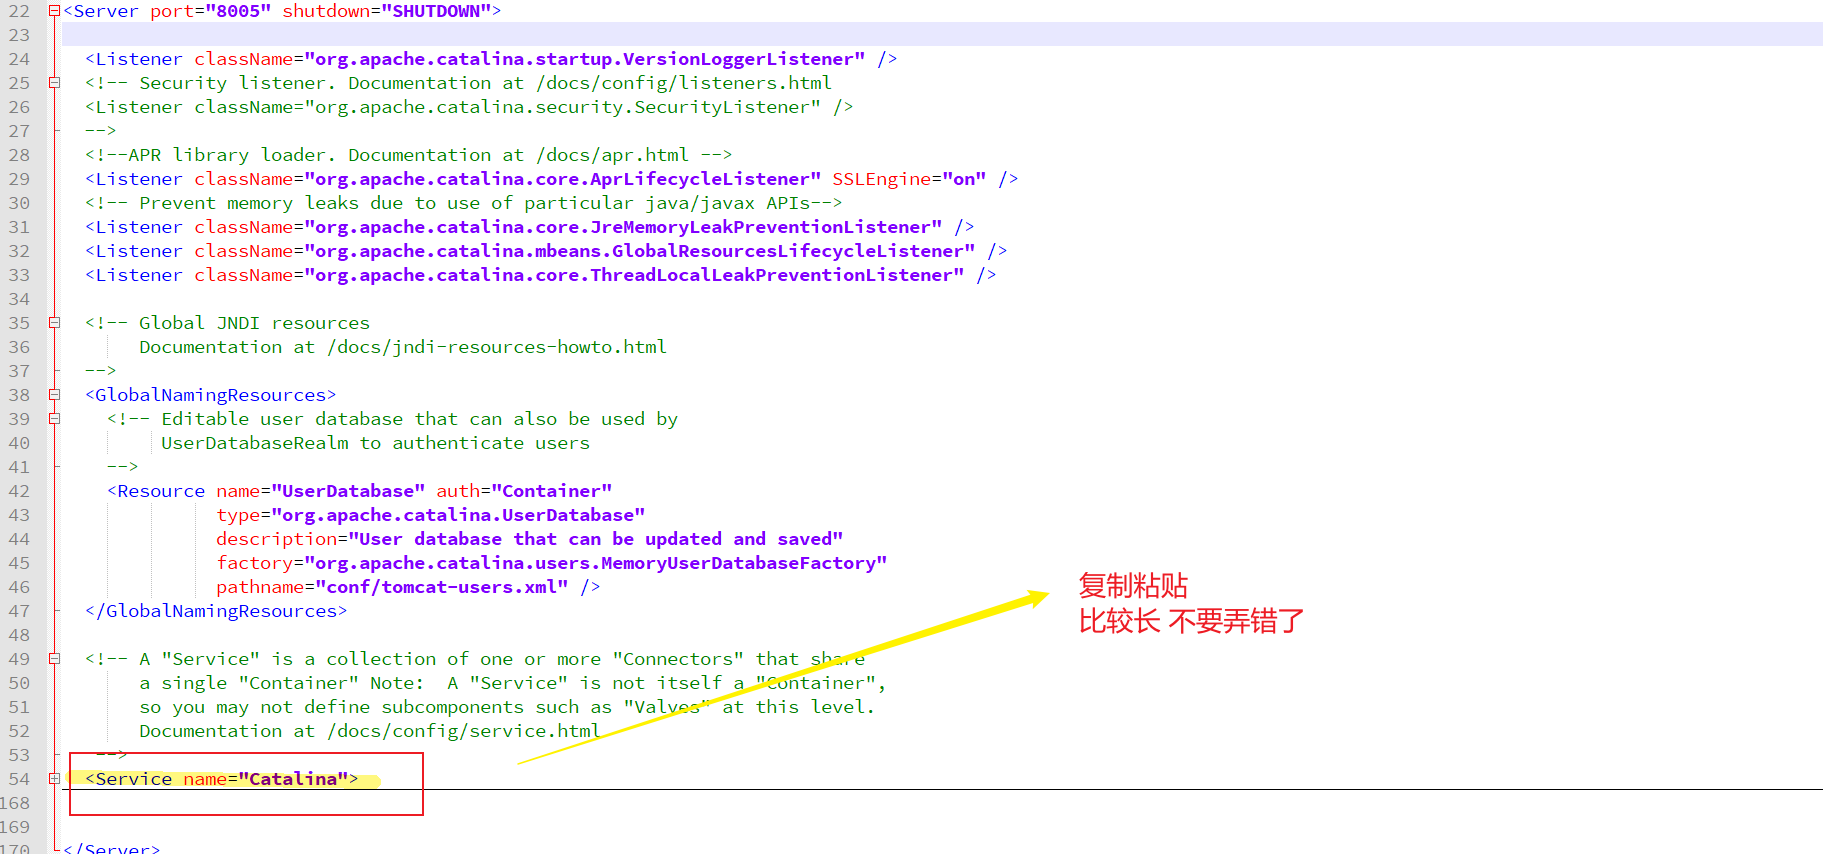 22 <Server port="8005" shutdown="SHUTDOWN">
23
24 <Listener className="org.apache.catalina.startup.VersionLoggerListener" />
25 <!-- Security listener. Documentation at /docs/config/listeners.html
26 <Listener className="org.apache.catalina.security.SecurityListener" />
27 -->
28 <!--APR library loader. Documentation at /docs/apr.html -->
29 <Listener className="org.apache.catalina.core.AprLifecycleListener" SSLEngine="on" />
30 <!-- Prevent memory leaks due to use of particular java/javax APIs-->
31 <Listener className="org.apache.catalina.core.JreMemoryLeakPreventionListener" />
32 <Listener className="org.apache.catalina.mbeans.GlobalResourcesLifecycleListener" />
33 <Listener className="org.apache.catalina.core.ThreadLocalLeakPreventionListener" />
34
35 <!-- Global JNDI resources
36 Documentation at /docs/jndi-resources-howto.html
37 -->
38 <GlobalNamingResources>
39 <!-- Editable user database that can also be used by
40 UserDatabaseRealm to authenticate users
41 -->
42 <Resource name="UserDatabase" auth="Container"
43 type="org.apache.catalina.UserDatabase"
44 description="User database that can be updated and saved"
45 factory="org.apache.catalina.users.MemoryUserDatabaseFactory"
46 pathname="conf/tomcat-users.xml" />
47 </GlobalNamingResources>
复制粘贴
比较长 不要弄错了
48
49 <!-- A "Service" is a collection of one or more "Connectors" that share
50 a single "Container" Note:  A "Service" is not itself a "Container",
51 so you may not define subcomponents such as "Valves" at this level.
52 Documentation at /docs/config/service.html
53 -->
54 <Service name="Catalina">
168
169
170 </Server>